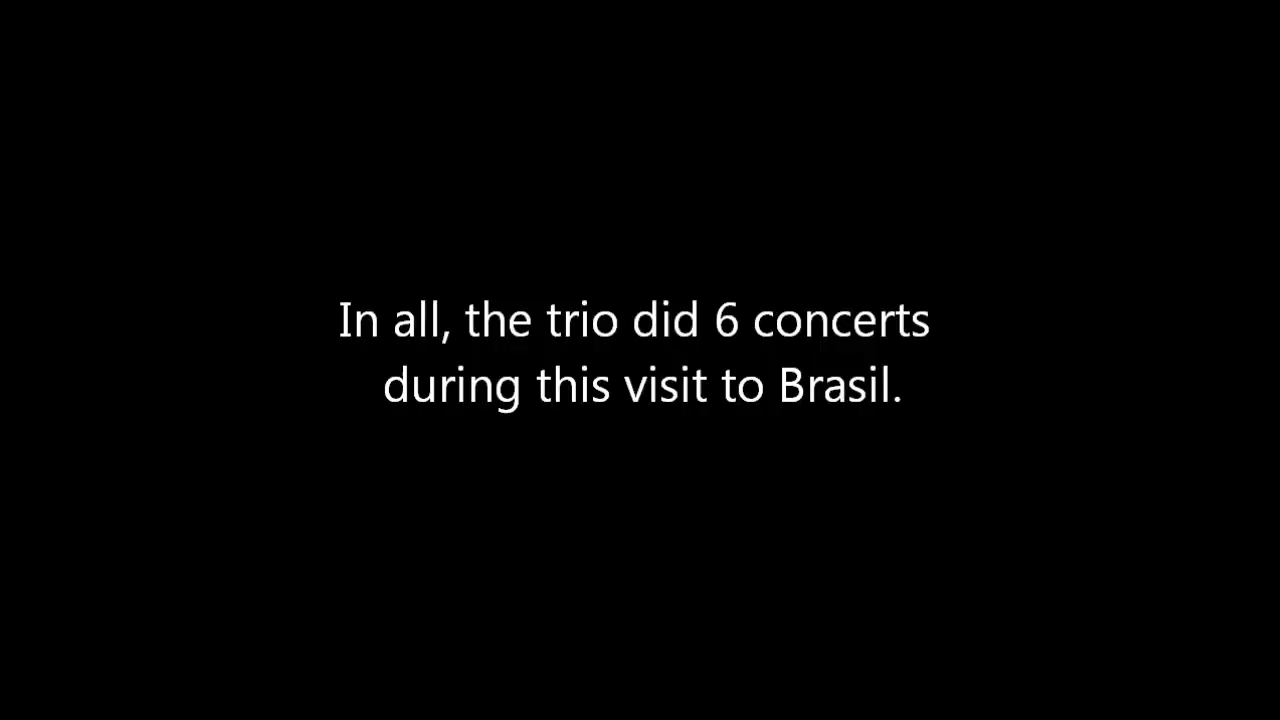 In all, the trio did 6 concerts
during this visit to Brasil.